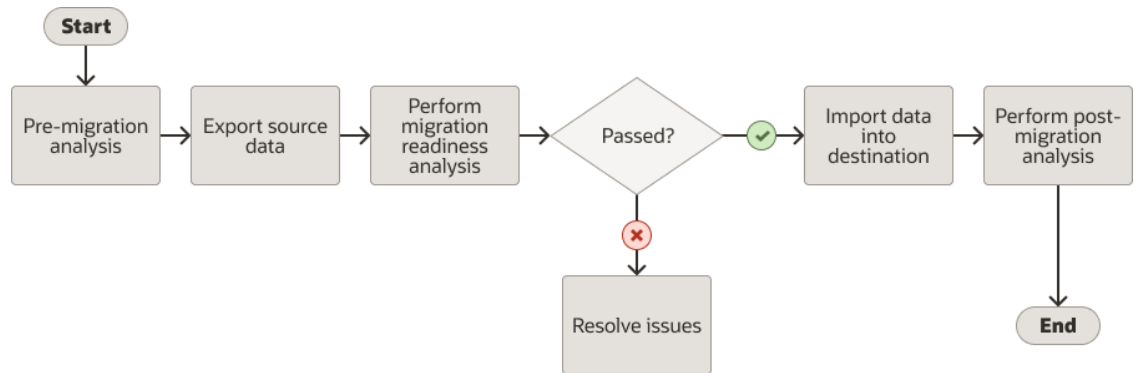 Start
Pre-migration
analysis
Export source
data
Perform
migration
readiness
analysis
Passed?
Import data
into
destination
Perform post-
migration
analysis
Resolve issues
End